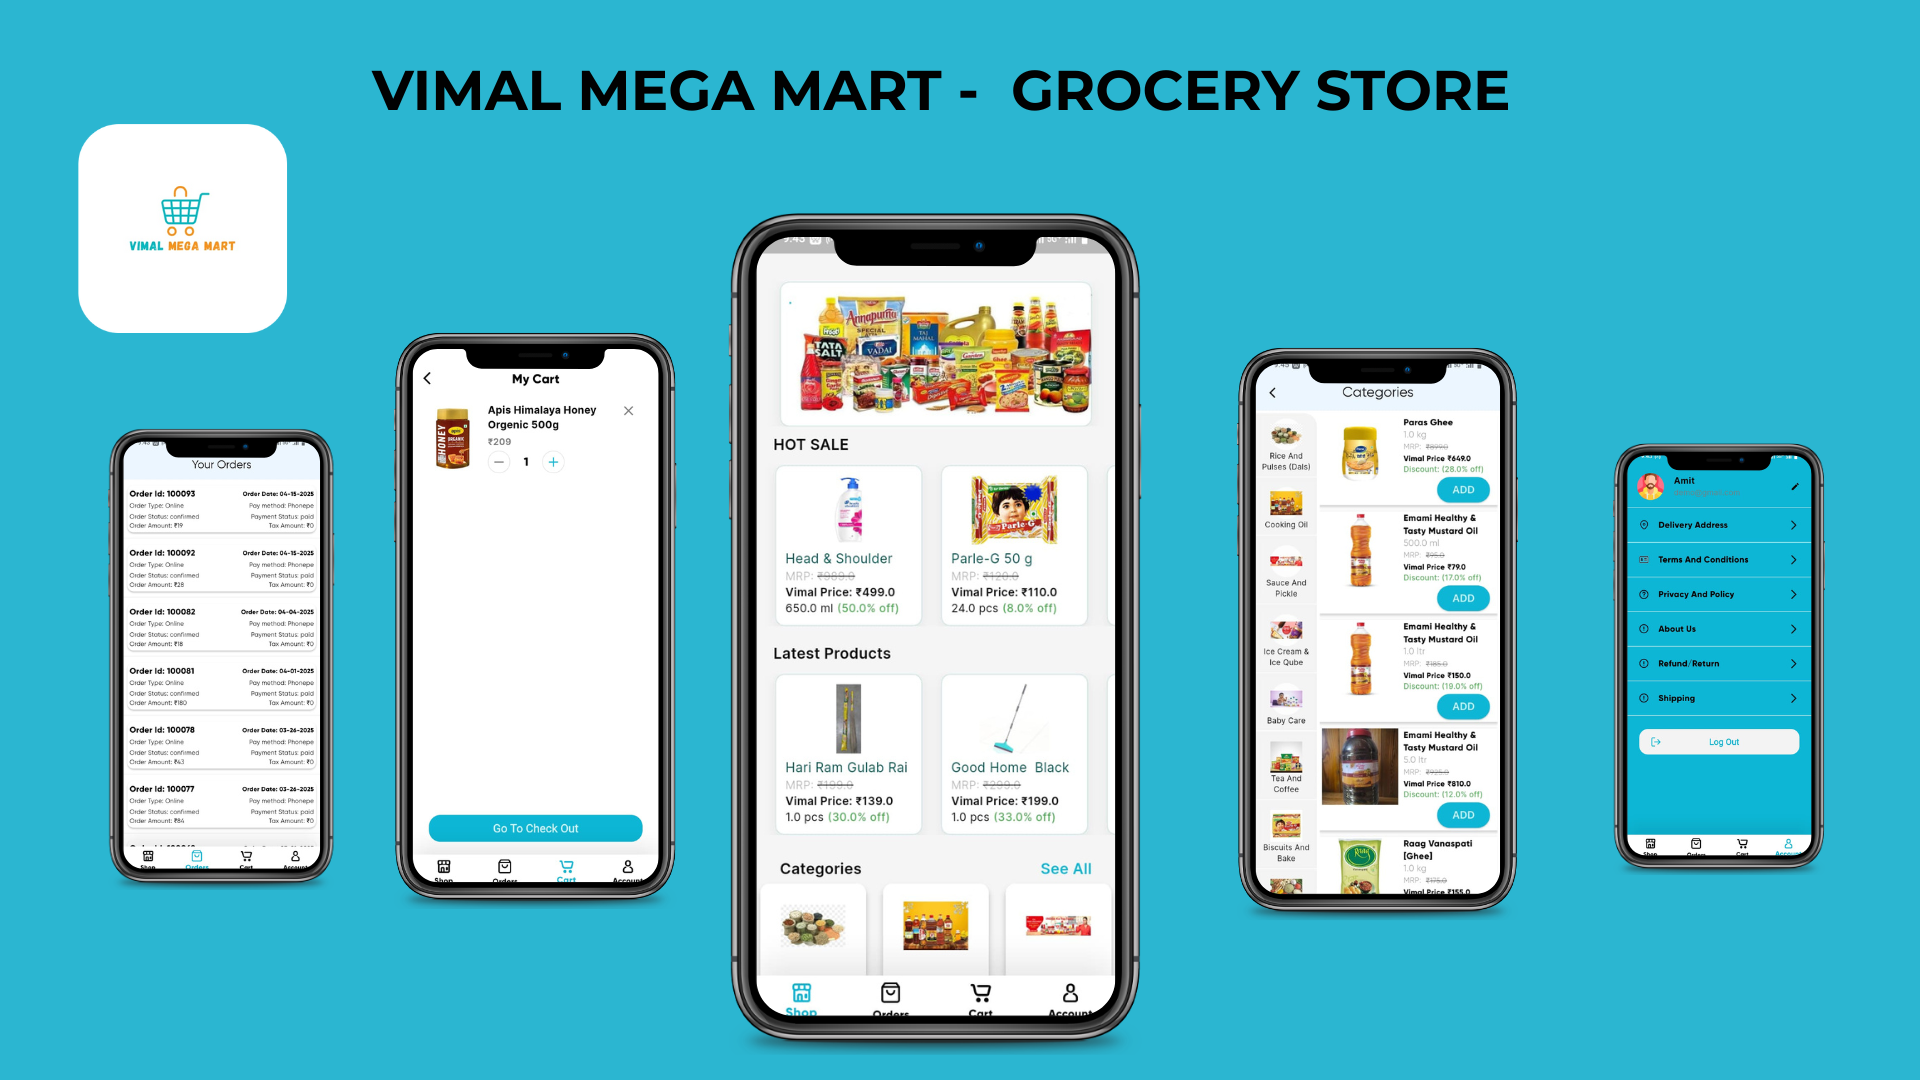 VIMAL MEGA MART -  GROCERY STORE
VIMAL MEGA MART
Your Orders
Order Id: 100093 Order Date: 04-15-2025
Order Type: Online Pay method: Phonepe
Order Status: confirmed Payment Status: paid
Order Amount: ₹19 Tax Amount: ₹0
Order Id: 100092 Order Date: 04-15-2025
Order Type: Online Pay method: Phonepe
Order Status: confirmed Payment Status: paid
Order Amount: ₹28 Tax Amount: ₹0
Order Id: 100082 Order Date: 04-04-2025
Order Type: Online Pay method: Phonepe
Order Status: confirmed Payment Status: paid
Order Amount: ₹18 Tax Amount: ₹0
Order Id: 100081 Order Date: 04-01-2025
Order Type: Online Pay method: Phonepe
Order Status: confirmed Payment Status: paid
Order Amount: ₹180 Tax Amount: ₹0
Order Id: 100078 Order Date: 03-26-2025
Order Type: Online Pay method: Phonepe
Order Status: confirmed Payment Status: paid
Order Amount: ₹43 Tax Amount: ₹0
Order Id: 100077 Order Date: 03-26-2025
Order Type: Online Pay method: Phonepe
Order Status: confirmed Payment Status: paid
Order Amount: ₹84 Tax Amount: ₹0
Shop Orders Cart Account
My Cart
HONEY
apis
ORGANIC
Apis Himalaya Honey
Orgenic 500g
₹209
1
Go To Check Out
Shop Orders Cart Account
9:43
Annapurna
SPECIAL
TATA
SALT
VADAI
TAJ
MAHAL
HOT SALE
Parle-G
Head & Shoulder
MRP: ₹989.0
Vimal Price: ₹499.0
650.0 ml (50.0% off)
Parle-G 50 g
MRP: ₹120.0
Vimal Price: ₹110.0
24.0 pcs (8.0% off)
Latest Products
Hari Ram Gulab Rai
MRP: ₹199.0
Vimal Price: ₹139.0
1.0 pcs (30.0% off)
Good Home  Black
MRP: ₹299.0
Vimal Price: ₹199.0
1.0 pcs (33.0% off)
Categories See All
Shop Orders Cart Account
Categories
Rice And
Pulses (Dals)
Cooking Oil
Sauce And
Pickle
Ice Cream &
Ice Qube
Baby Care
Tea And
Coffee
Biscuits And
Bake
Paras Ghee
1.0 kg
MRP: ₹899.0
Vimal Price ₹649.0
Discount: (28.0% off)
ADD
Emami Healthy &
Tasty Mustard Oil
500.0 ml
MRP: ₹95.0
Vimal Price ₹79.0
Discount: (17.0% off)
ADD
Emami Healthy &
Tasty Mustard Oil
1.0 ltr
MRP: ₹185.0
Vimal Price ₹150.0
Discount: (19.0% off)
ADD
Emami Healthy &
Tasty Mustard Oil
5.0 ltr
MRP: ₹925.0
Vimal Price ₹810.0
Discount: (12.0% off)
ADD
Raag
Raag Vanaspati
[Ghee]
1.0 kg
MRP: ₹175.0
Vimal Price ₹155.0
Amit
Delivery Address
Terms And Conditions
Privacy And Policy
About Us
Refund/Return
Shipping
Log Out
Shop Orders Cart Account